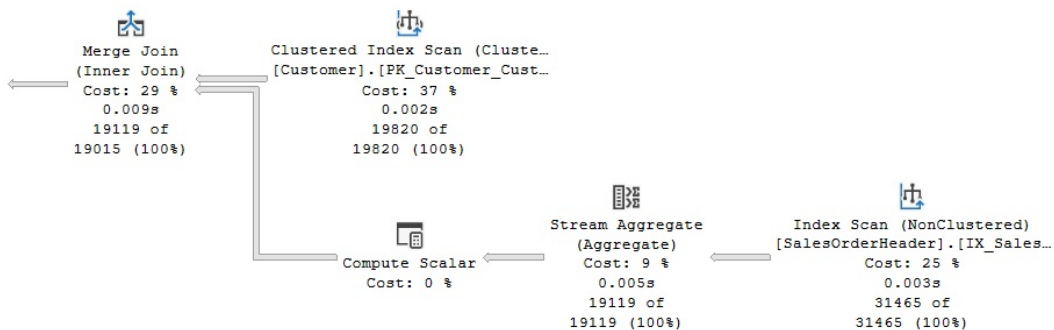 Merge Join
(Inner Join)
Cost: 29 %
0.009s
19119 of
19015 (100%)
Clustered Index Scan (Cluste…
[Customer].[PK_Customer_Cust…
Cost: 37 %
0.002s
19820 of
19820 (100%)
Compute Scalar
Cost: 0 %
Stream Aggregate
(Aggregate)
Cost: 9 %
0.005s
19119 of
19119 (100%)
Index Scan (NonClustered)
[SalesOrderHeader].[IX_Sales…
Cost: 25 %
0.003s
31465 of
31465 (100%)